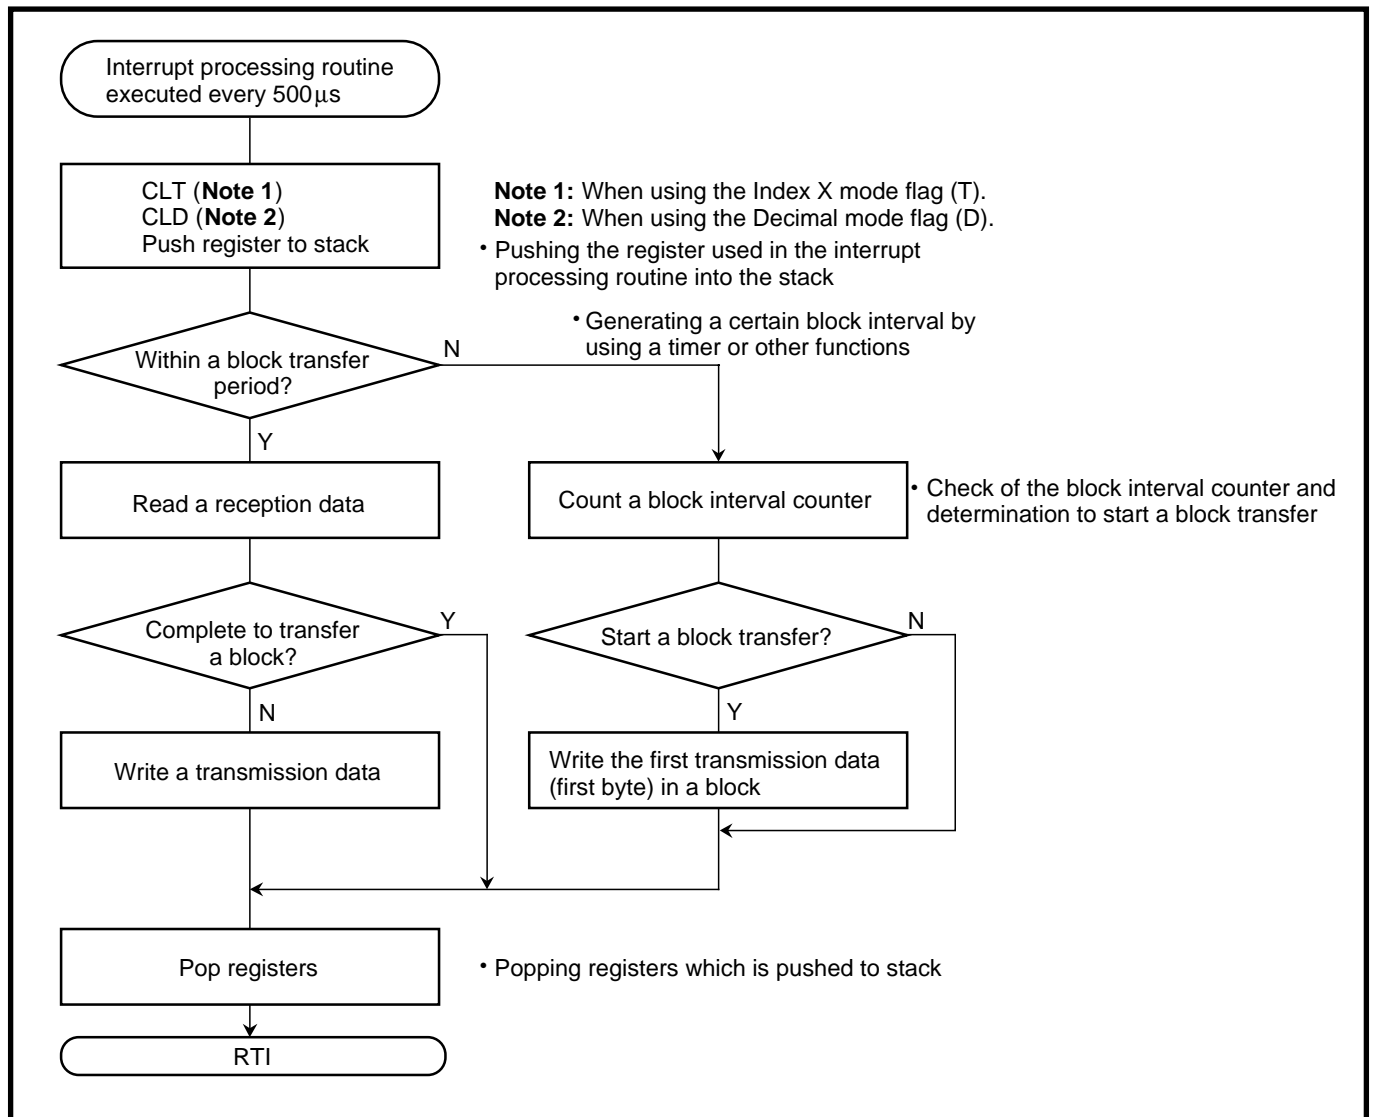 Interrupt processing routine
executed every 500μs
CLT (Note 1)
CLD (Note 2)
Push register to stack
Note 1: When using the Index X mode flag (T).
Note 2: When using the Decimal mode flag (D).
• Pushing the register used in the interrupt
processing routine into the stack
• Generating a certain block interval by
using a timer or other functions
Within a block transfer
period?
N
Y
Read a reception data
Count a block interval counter
• Check of the block interval counter and
determination to start a block transfer
Complete to transfer
a block?
Y
N
Start a block transfer?
N
Y
Write a transmission data
Write the first transmission data
(first byte) in a block
Pop registers
• Popping registers which is pushed to stack
RTI